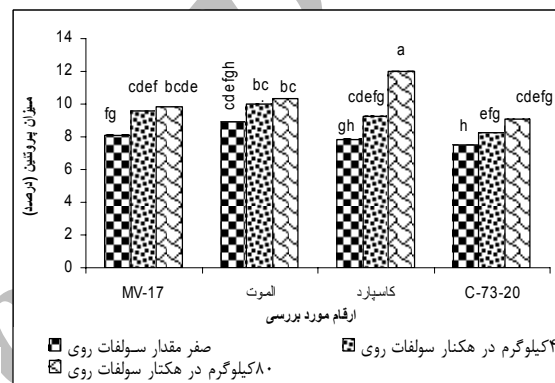 میزان پروتئین (درصد)
14
12
10
8
6
4
2
0
fg
cdef
bcde
cdefgh
bc
bc
gh
cdefg
a
h
efg
cdefg
MV-17
الموت
کاسپارد
C-73-20
ارقام مورد بررسی
صفر مقدار سولفات روی
۴کیلوگرم در هکتار سولفات روی
۸۰کیلوگرم در هکتار سولفات روی